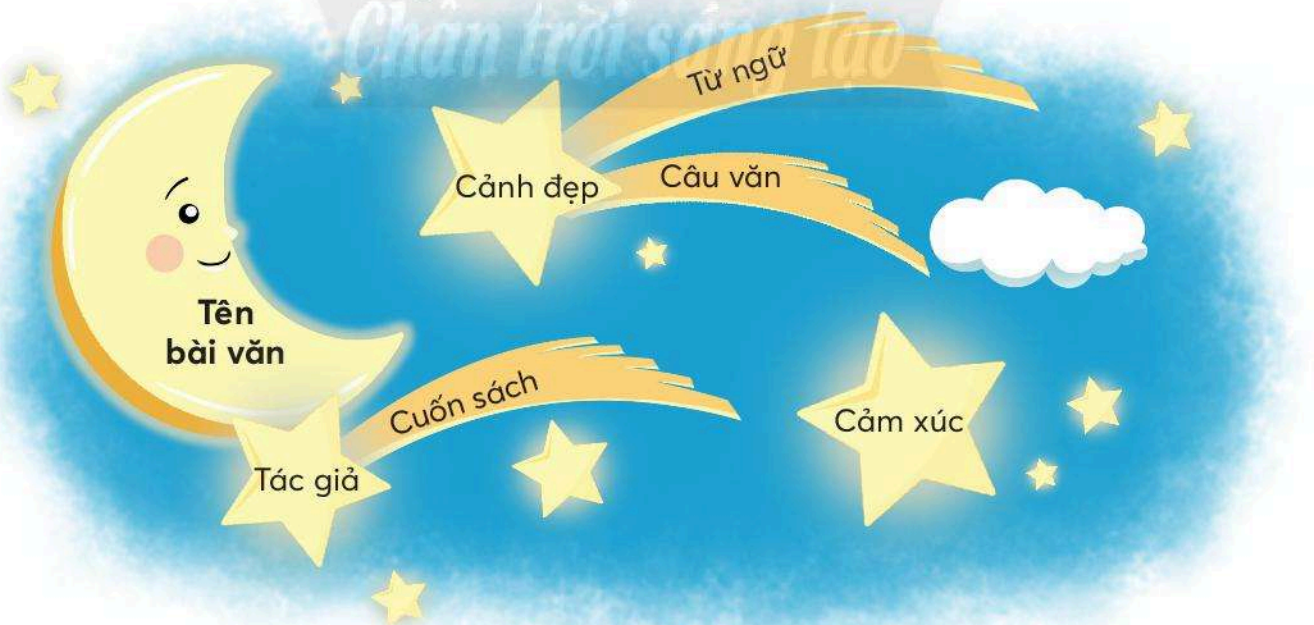 Chân trời sáng tạo
Từ ngữ
Cảnh đẹp
Câu văn
Tên
bài văn
Cuốn sách
Cảm xúc
Tác giả